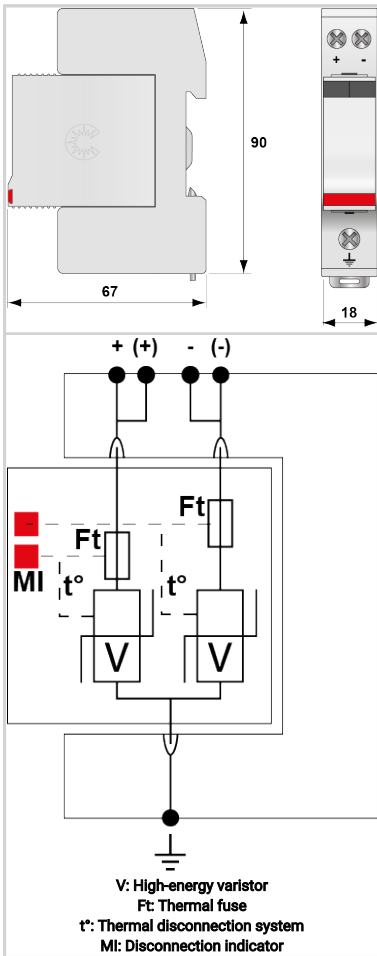 + -
90
67
18
+ (+) - (-)
Ft
Ft
MI t° t°
V V
V: High-energy varistor
Ft: Thermal fuse
t°: Thermal disconnection system
MI: Disconnection indicator